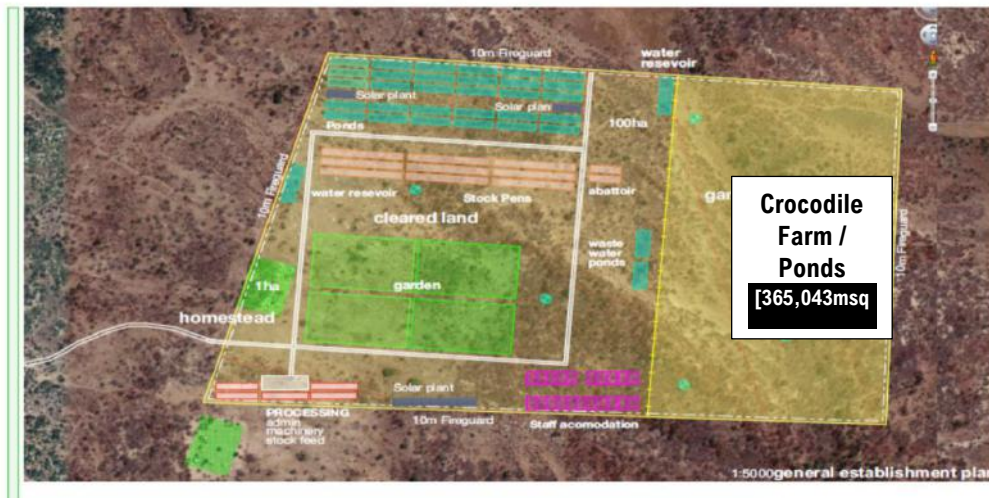 10m Fireguard
water
resevoir
Solar plant
Solar plan
Ponds
100ha
10m Fireguard
water resevoir
Stock Pens
abattoir
cleared land
gar
Crocodile
Farm /
Ponds
[365,043msq
10m Fireguard
waste
water
ponds
1ha
garden
homestead
Solar plant
PROCESSING
admin
machinery
stock feed
10m Fireguard
Staff acomodation
1:5000general establishment plan